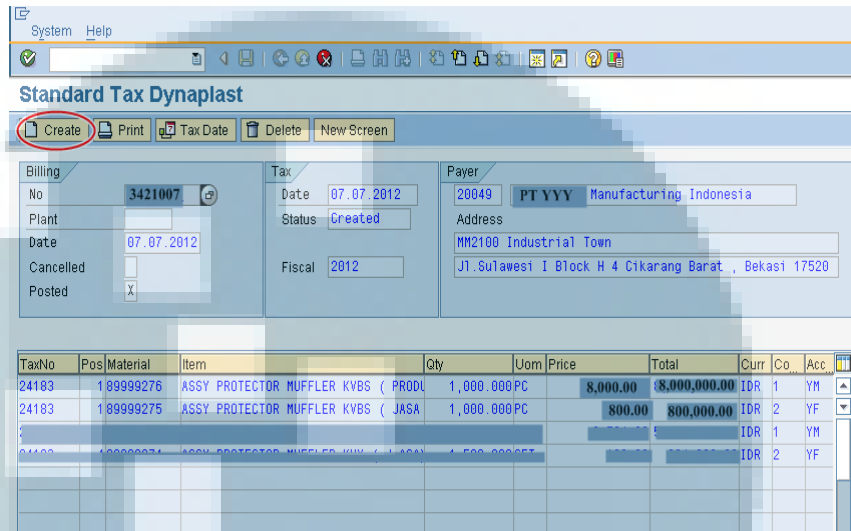 System Help
Standard Tax Dynaplast
Create Print Tax Date Delete New Screen
Billing Tax Payer
No 3421007 Date 07.07.2012 20049 PT YYY Manufacturing Indonesia
Plant Status Created Address
Date 07.07.2012 MM2100 Industrial Town
Cancelled Fiscal 2012 Jl.Sulawesi I Block H 4 Cikarang Barat , Bekasi 17520
Posted X
TaxNo Pos Material Item Qty Uom Price Total Curr Co.. Acc..
24183 1 89999276 ASSY PROTECTOR MUFFLER KVBS ( PRODU 1,000.000 PC 8,000.00 8,000,000.00 IDR 1 YM
24183 1 89999275 ASSY PROTECTOR MUFFLER KVBS ( JASA 1,000.000 PC 800.00 800,000.00 IDR 2 YF
IDR 1 YM
IDR 2 YF